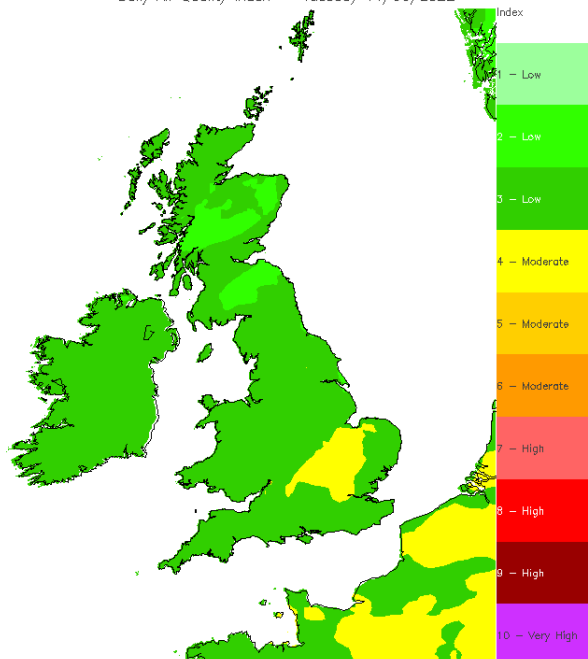 Index
1 - Low
2 - Low
3 - Low
4 - Moderate
5 - Moderate
6 - Moderate
7 - High
8 - High
9 - High
10 - Very High